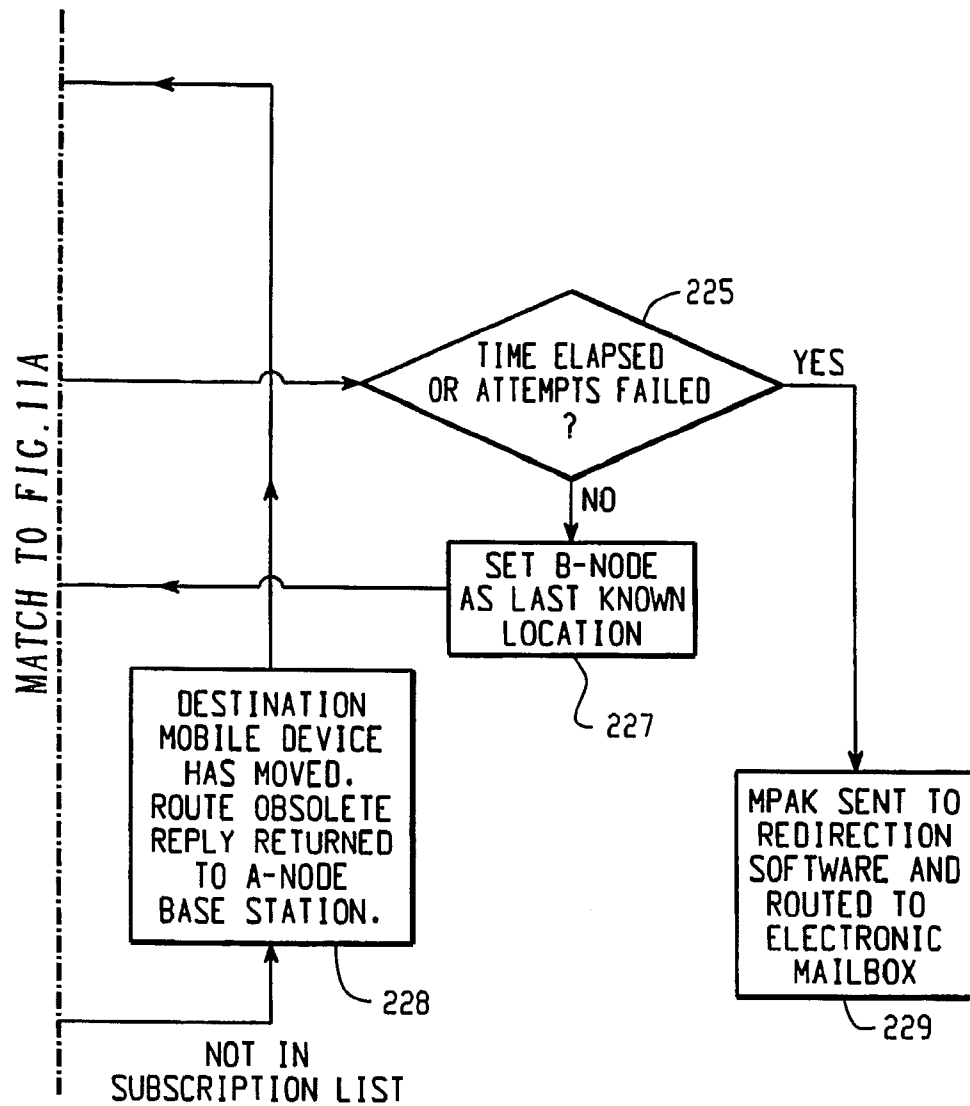 MATCH TO FIG.11A
225
TIME ELAPSED
OR ATTEMPTS FAILED
?
YES
NO
SET B-NODE
AS LAST KNOWN
LOCATION
227
DESTINATION
MOBILE DEVICE
HAS MOVED.
ROUTE OBSOLETE
REPLY RETURNED
TO A-NODE
BASE STATION.
228
MPAK SENT TO
REDIRECTION
SOFTWARE AND
ROUTED TO
ELECTRONIC
MAILBOX
229
NOT IN
SUBSCRIPTION LIST